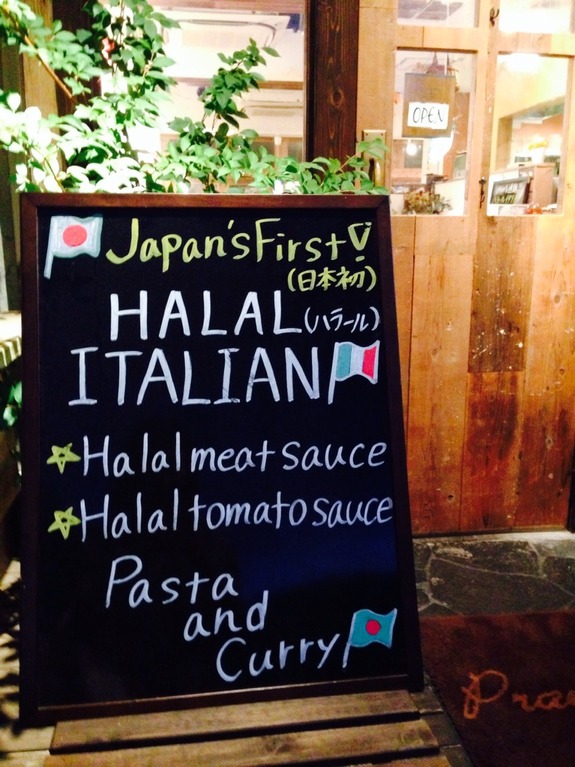 OPEN
Japan's First!
(日本初)
HALAL (ハラール)
ITALIAN
Halal meat sauce
Halal tomato sauce
Pasta
and
Curry